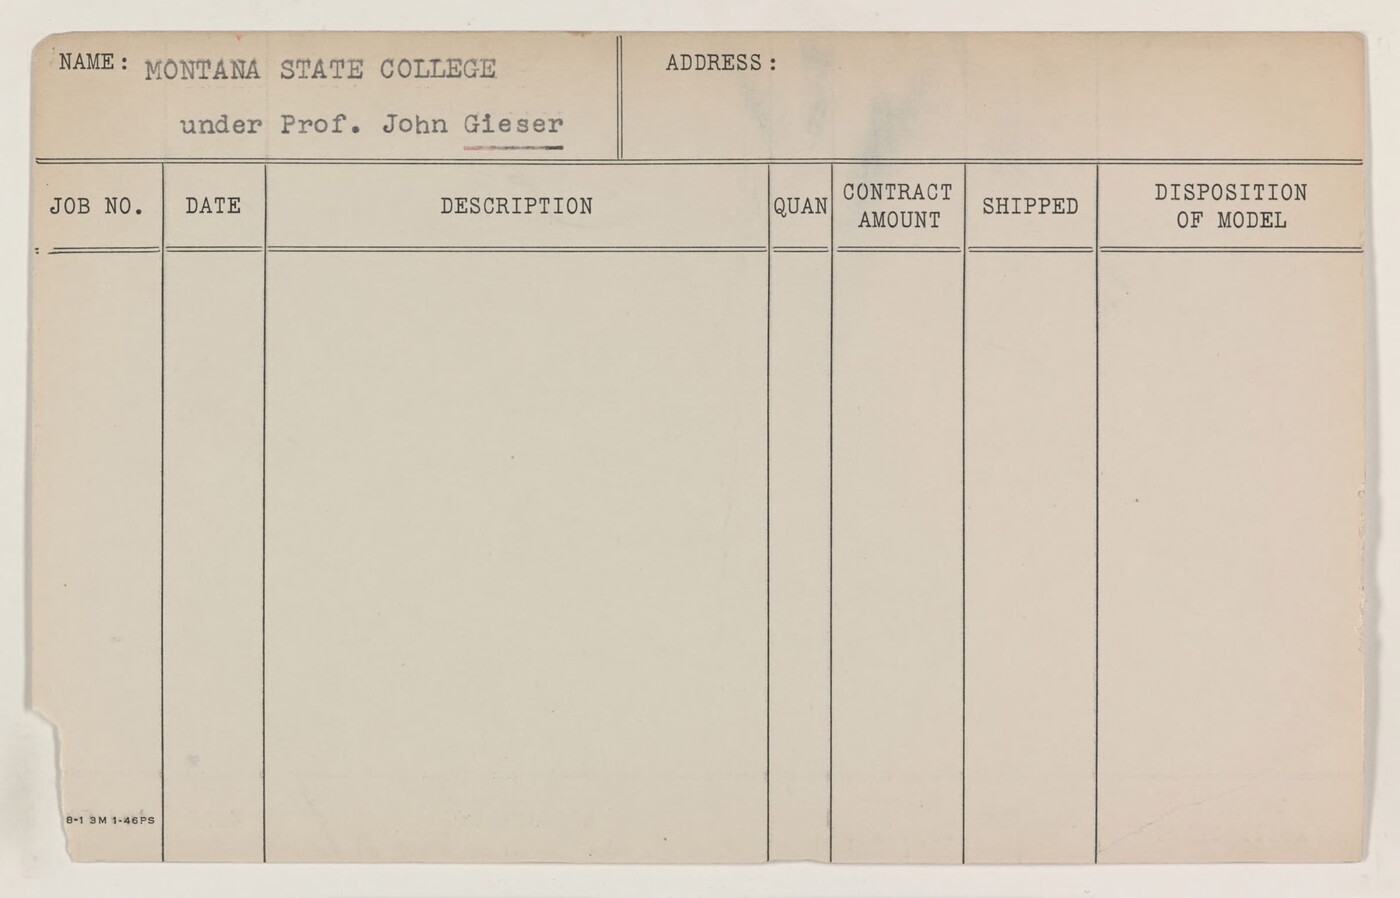 NAME: MONTANA STATE COLLEGE
under Prof. John Gieser
ADDRESS:
JOB NO. DATE DESCRIPTION QUAN CONTRACT AMOUNT SHIPPED DISPOSITION OF MODEL
8-1 3M 1-46PS